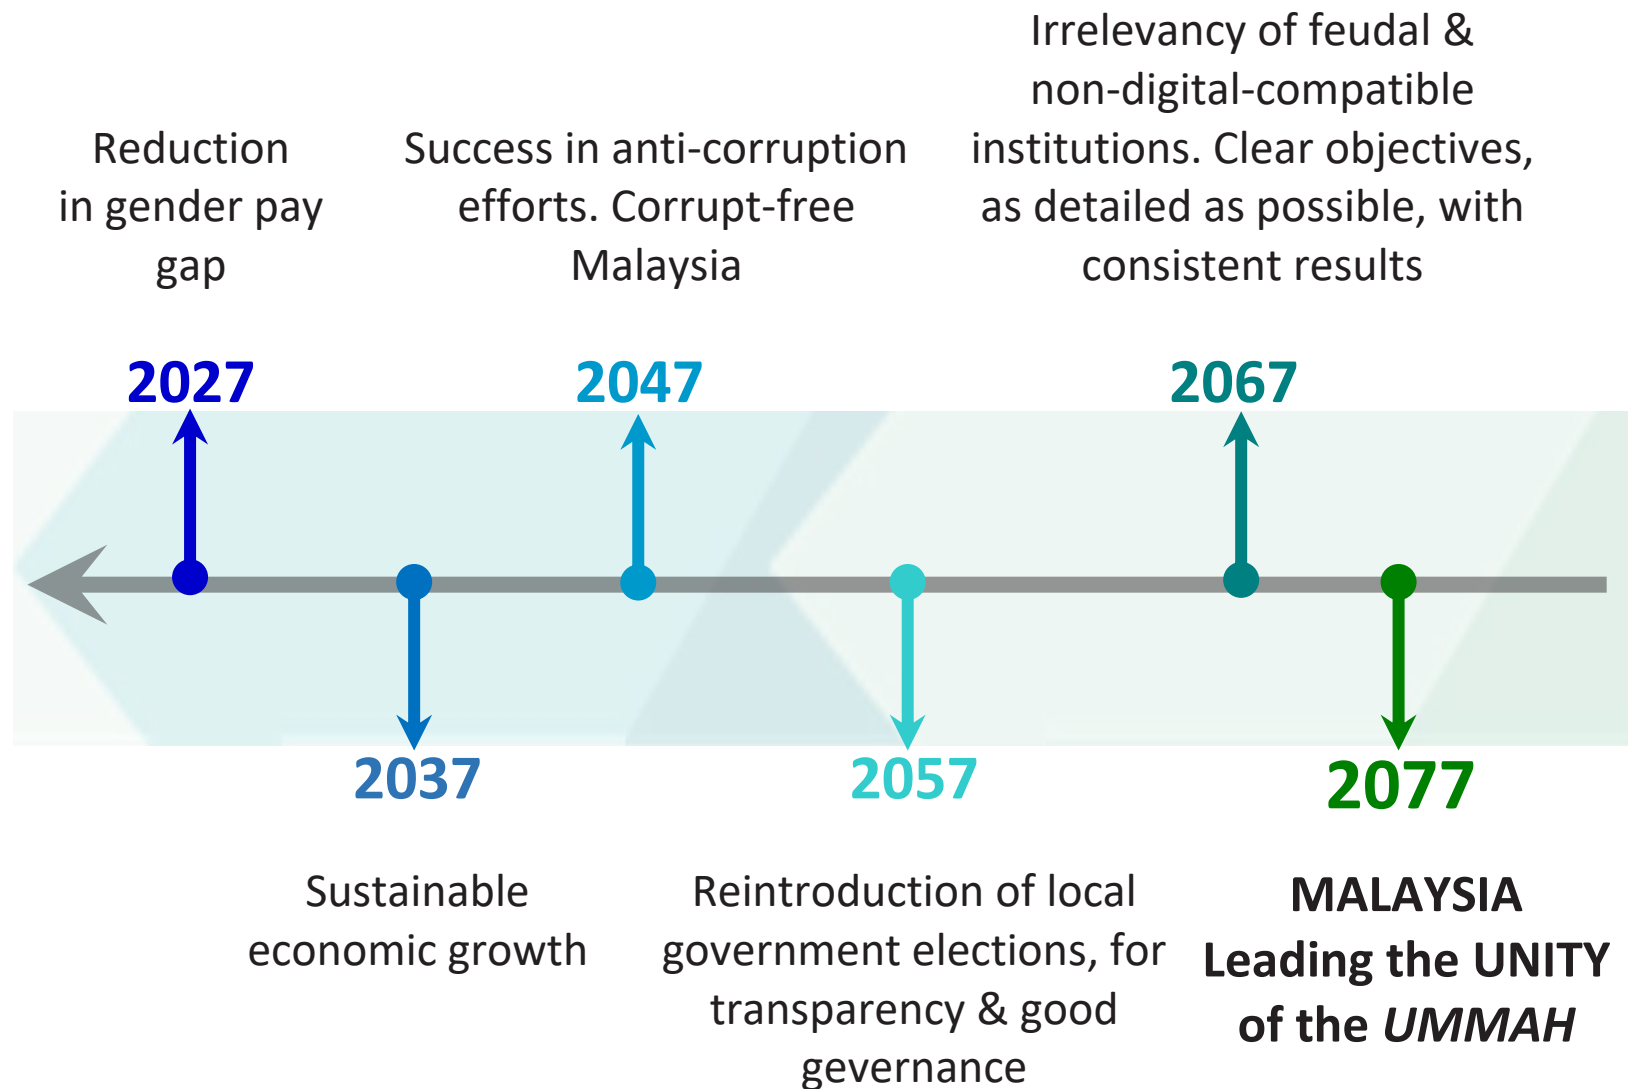 Reduction
in gender pay
gap
2027
Sustainable
economic growth
2037
Success in anti-corruption
efforts. Corrupt-free
Malaysia
2047
Reintroduction of local
government elections, for
transparency & good
gevernance
2057
Irrelevancy of feudal &
non-digital-compatible
institutions. Clear objectives,
as detailed as possible, with
consistent results
2067
2077
MALAYSIA
Leading the UNITY
of the UMMAH